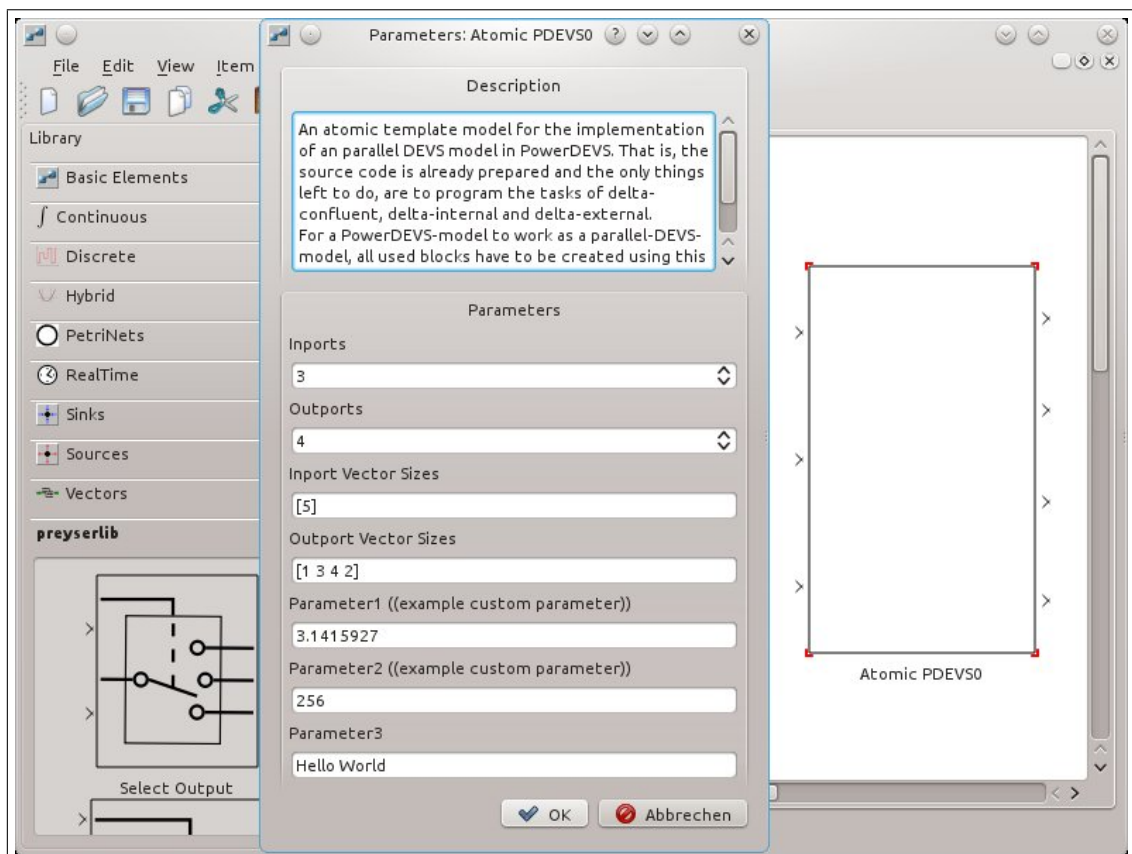 Parameters: Atomic PDEVS0
File Edit View Item
Library
Basic Elements
Continuous
Discrete
Hybrid
PetriNets
RealTime
Sinks
Sources
Vectors
preyserlib
Select Output
Description
An atomic template model for the implementation
of an parallel DEVS model in PowerDEVS. That is, the
source code is already prepared and the only things
left to do, are to program the tasks of delta-
confluent, delta-internal and delta-external.
For a PowerDEVS-model to work as a parallel-DEVS-
model, all used blocks have to be created using this
Parameters
Inports
3
Outports
4
Inport Vector Sizes
[5]
Outport Vector Sizes
[1 3 4 2]
Parameter1 ((example custom parameter))
3.1415927
Parameter2 ((example custom parameter))
256
Parameter3
Hello World
OK Abbrechen
Atomic PDEVS0